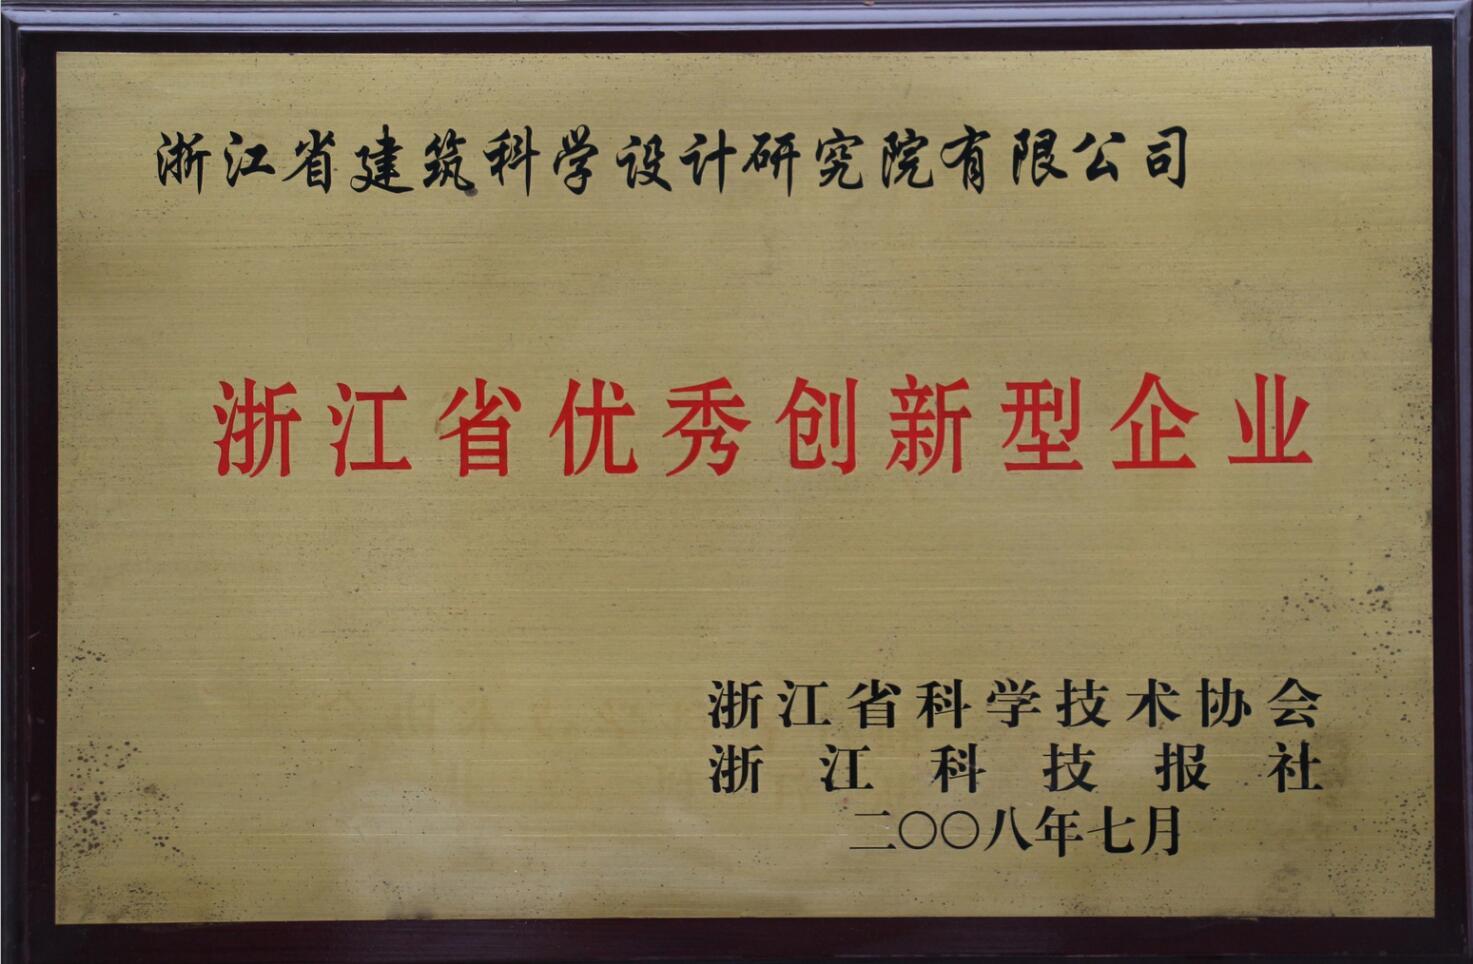 浙江省建筑科学设计研究院有限公司
浙江省优秀创新型企业
浙江省科学技术协会
浙江科技报社
二〇〇八年七月